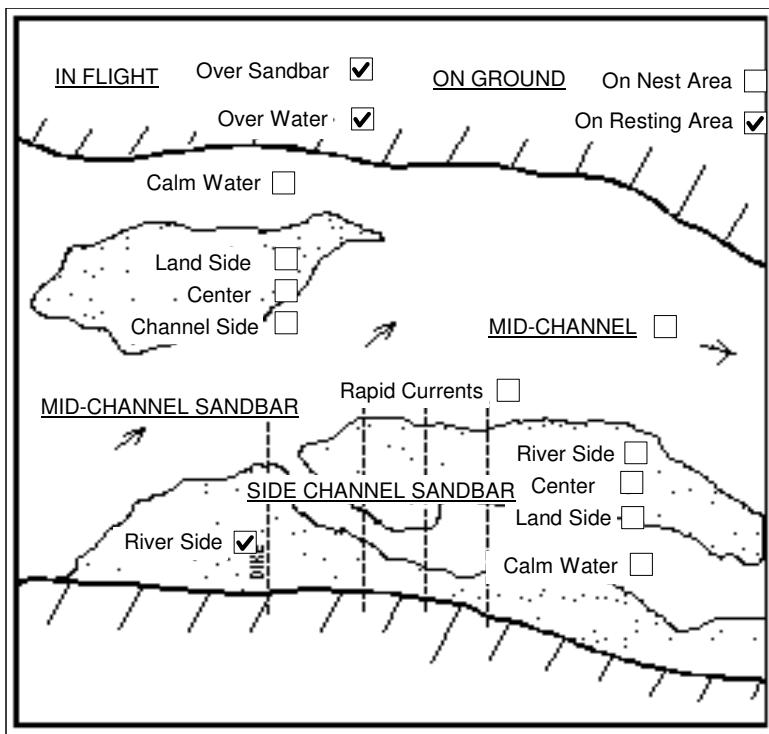 IN FLIGHT Over Sandbar ON GROUND On Nest Area
Over Water On Resting Area
Calm Water
Land Side
Center
Channel Side
MID-CHANNEL
Rapid Currents
MID-CHANNEL SANDBAR
River Side
SIDE CHANNEL SANDBAR Center
Land Side
River Side
DIKE
Calm Water